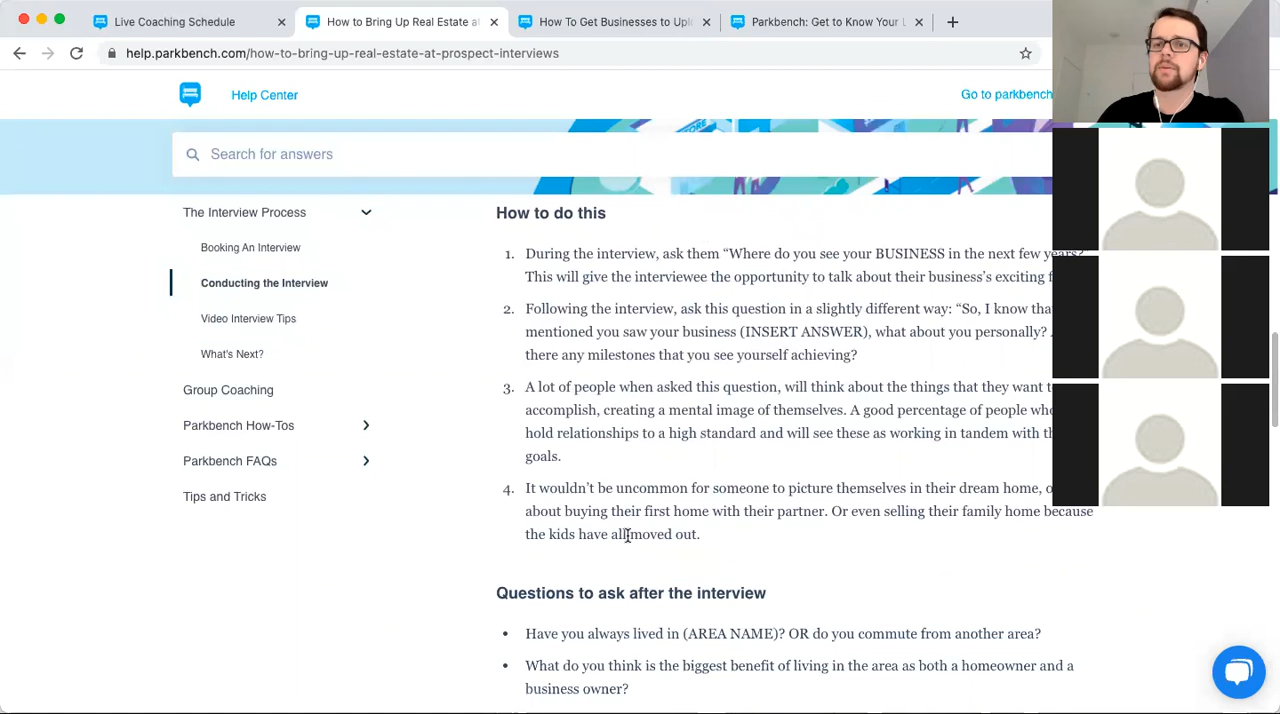 Live Coaching Schedule
How to Bring Up Real Estate a
How To Get Businesses to Upl
Parkbench: Get to Know Your L
help.parkbench.com/how-to-bring-up-real-estate-at-prospect-interviews
Help Center
Go to parkbench
STORE
Search for answers
The Interview Process
Booking An Interview
Conducting the Interview
Video Interview Tips
What's Next?
Group Coaching
Parkbench How-Tos
Parkbench FAQs
Tips and Tricks
How to do this
1. During the interview, ask them “Where do you see your BUSINESS in the next few years?”
This will give the interviewee the opportunity to talk about their business’s exciting f
2. Following the interview, ask this question in a slightly different way: “So, I know tha
mentioned you saw your business (INSERT ANSWER), what about you personally?
there any milestones that you see yourself achieving?
3. A lot of people when asked this question, will think about the things that they want t
accomplish, creating a mental image of themselves. A good percentage of people wh
hold relationships to a high standard and will see these as working in tandem with th
goals.
4. It wouldn’t be uncommon for someone to picture themselves in their dream home, o
about buying their first home with their partner. Or even selling their family home because
the kids have all moved out.
Questions to ask after the interview
• Have you always lived in (AREA NAME)? OR do you commute from another area?
• What do you think is the biggest benefit of living in the area as both a homeowner and a
business owner?